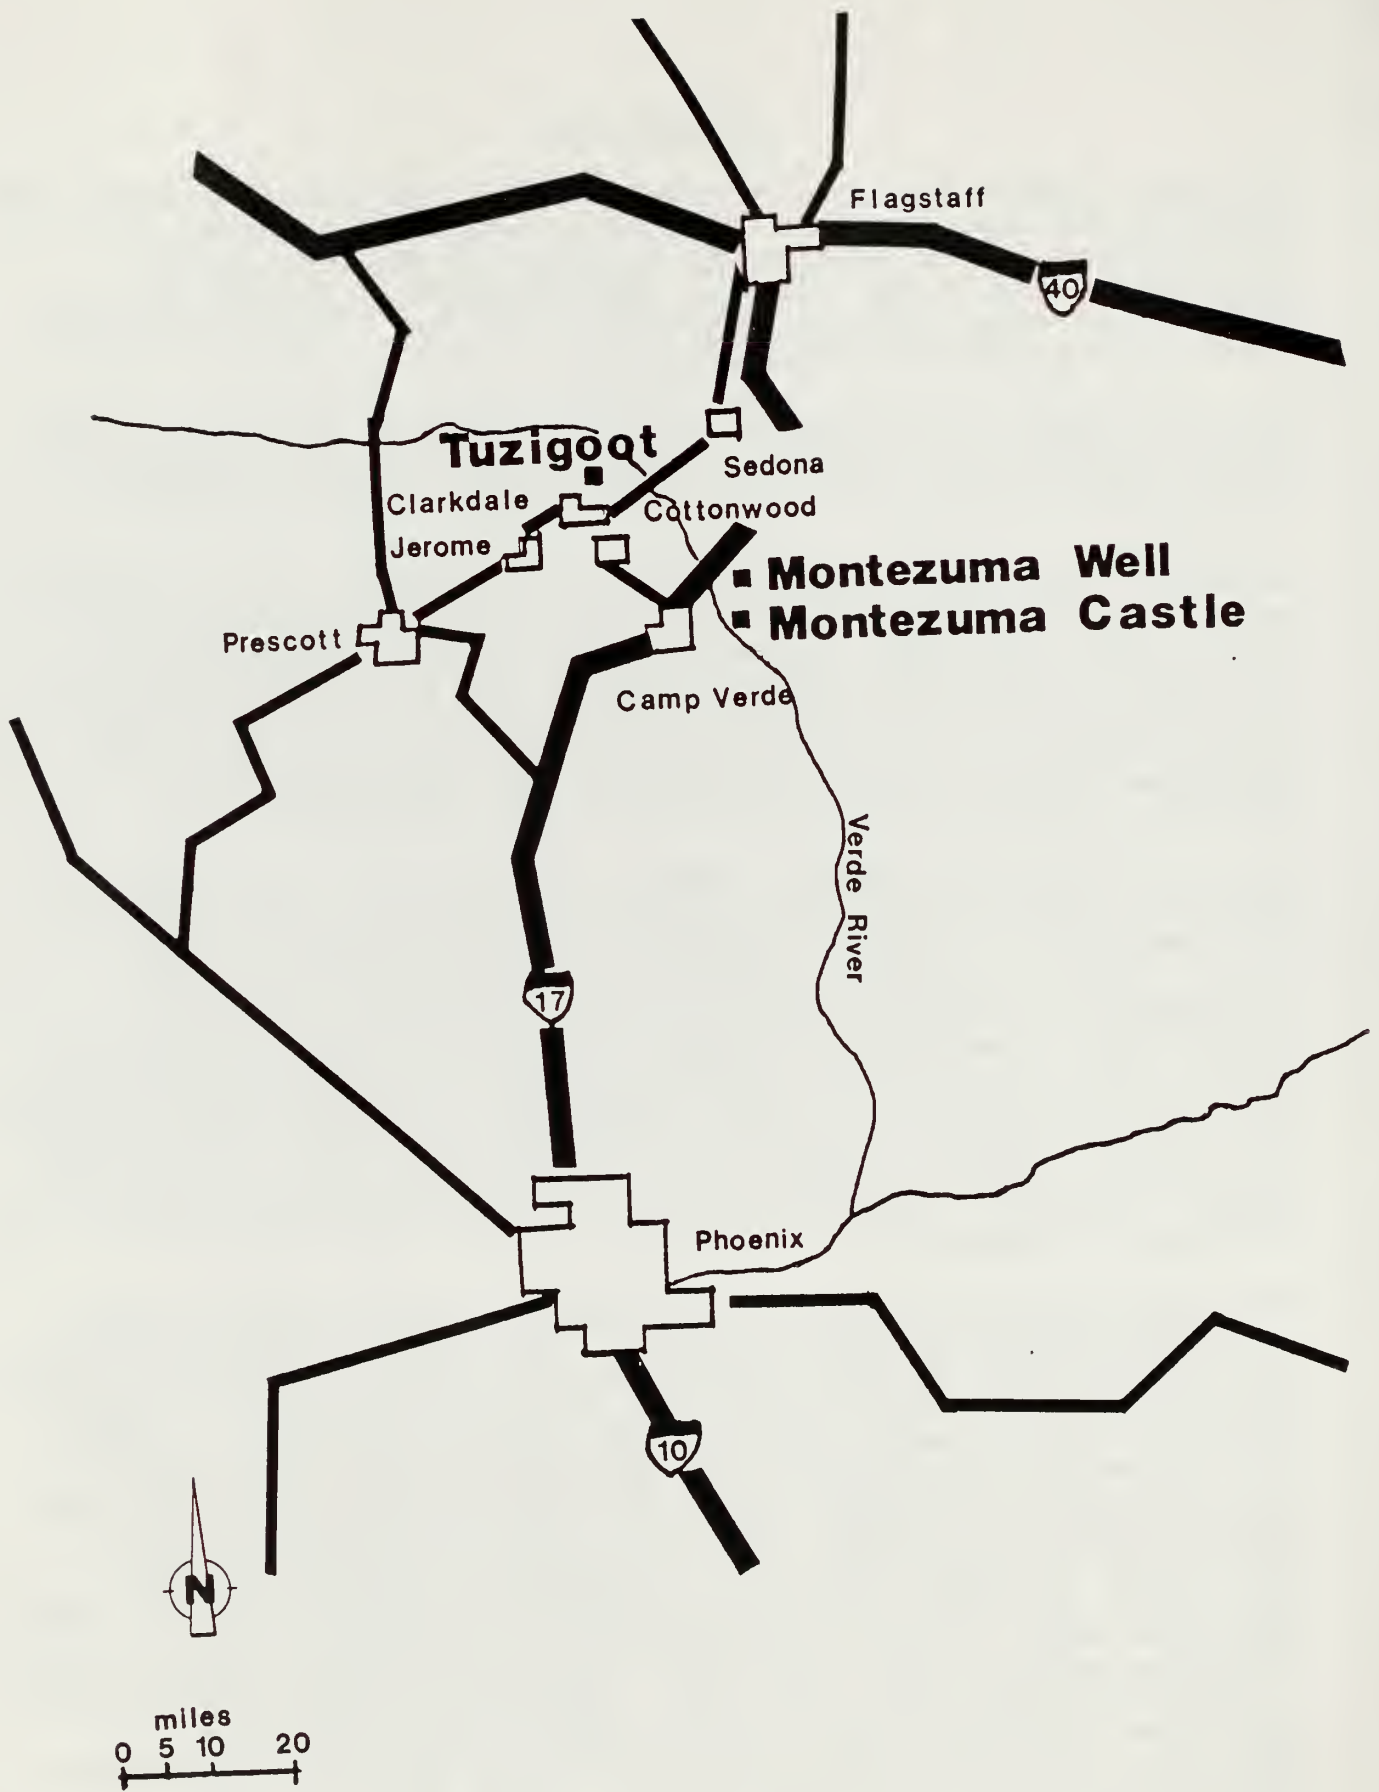 Flagstaff
40
Tuzigoot
Sedona
Clarkdale
Cottonwood
Jerome
Montezuma Well
Montezuma Castle
Prescott
Camp Verde
Verde River
17
Phoenix
10
N
miles
0 5 10 20